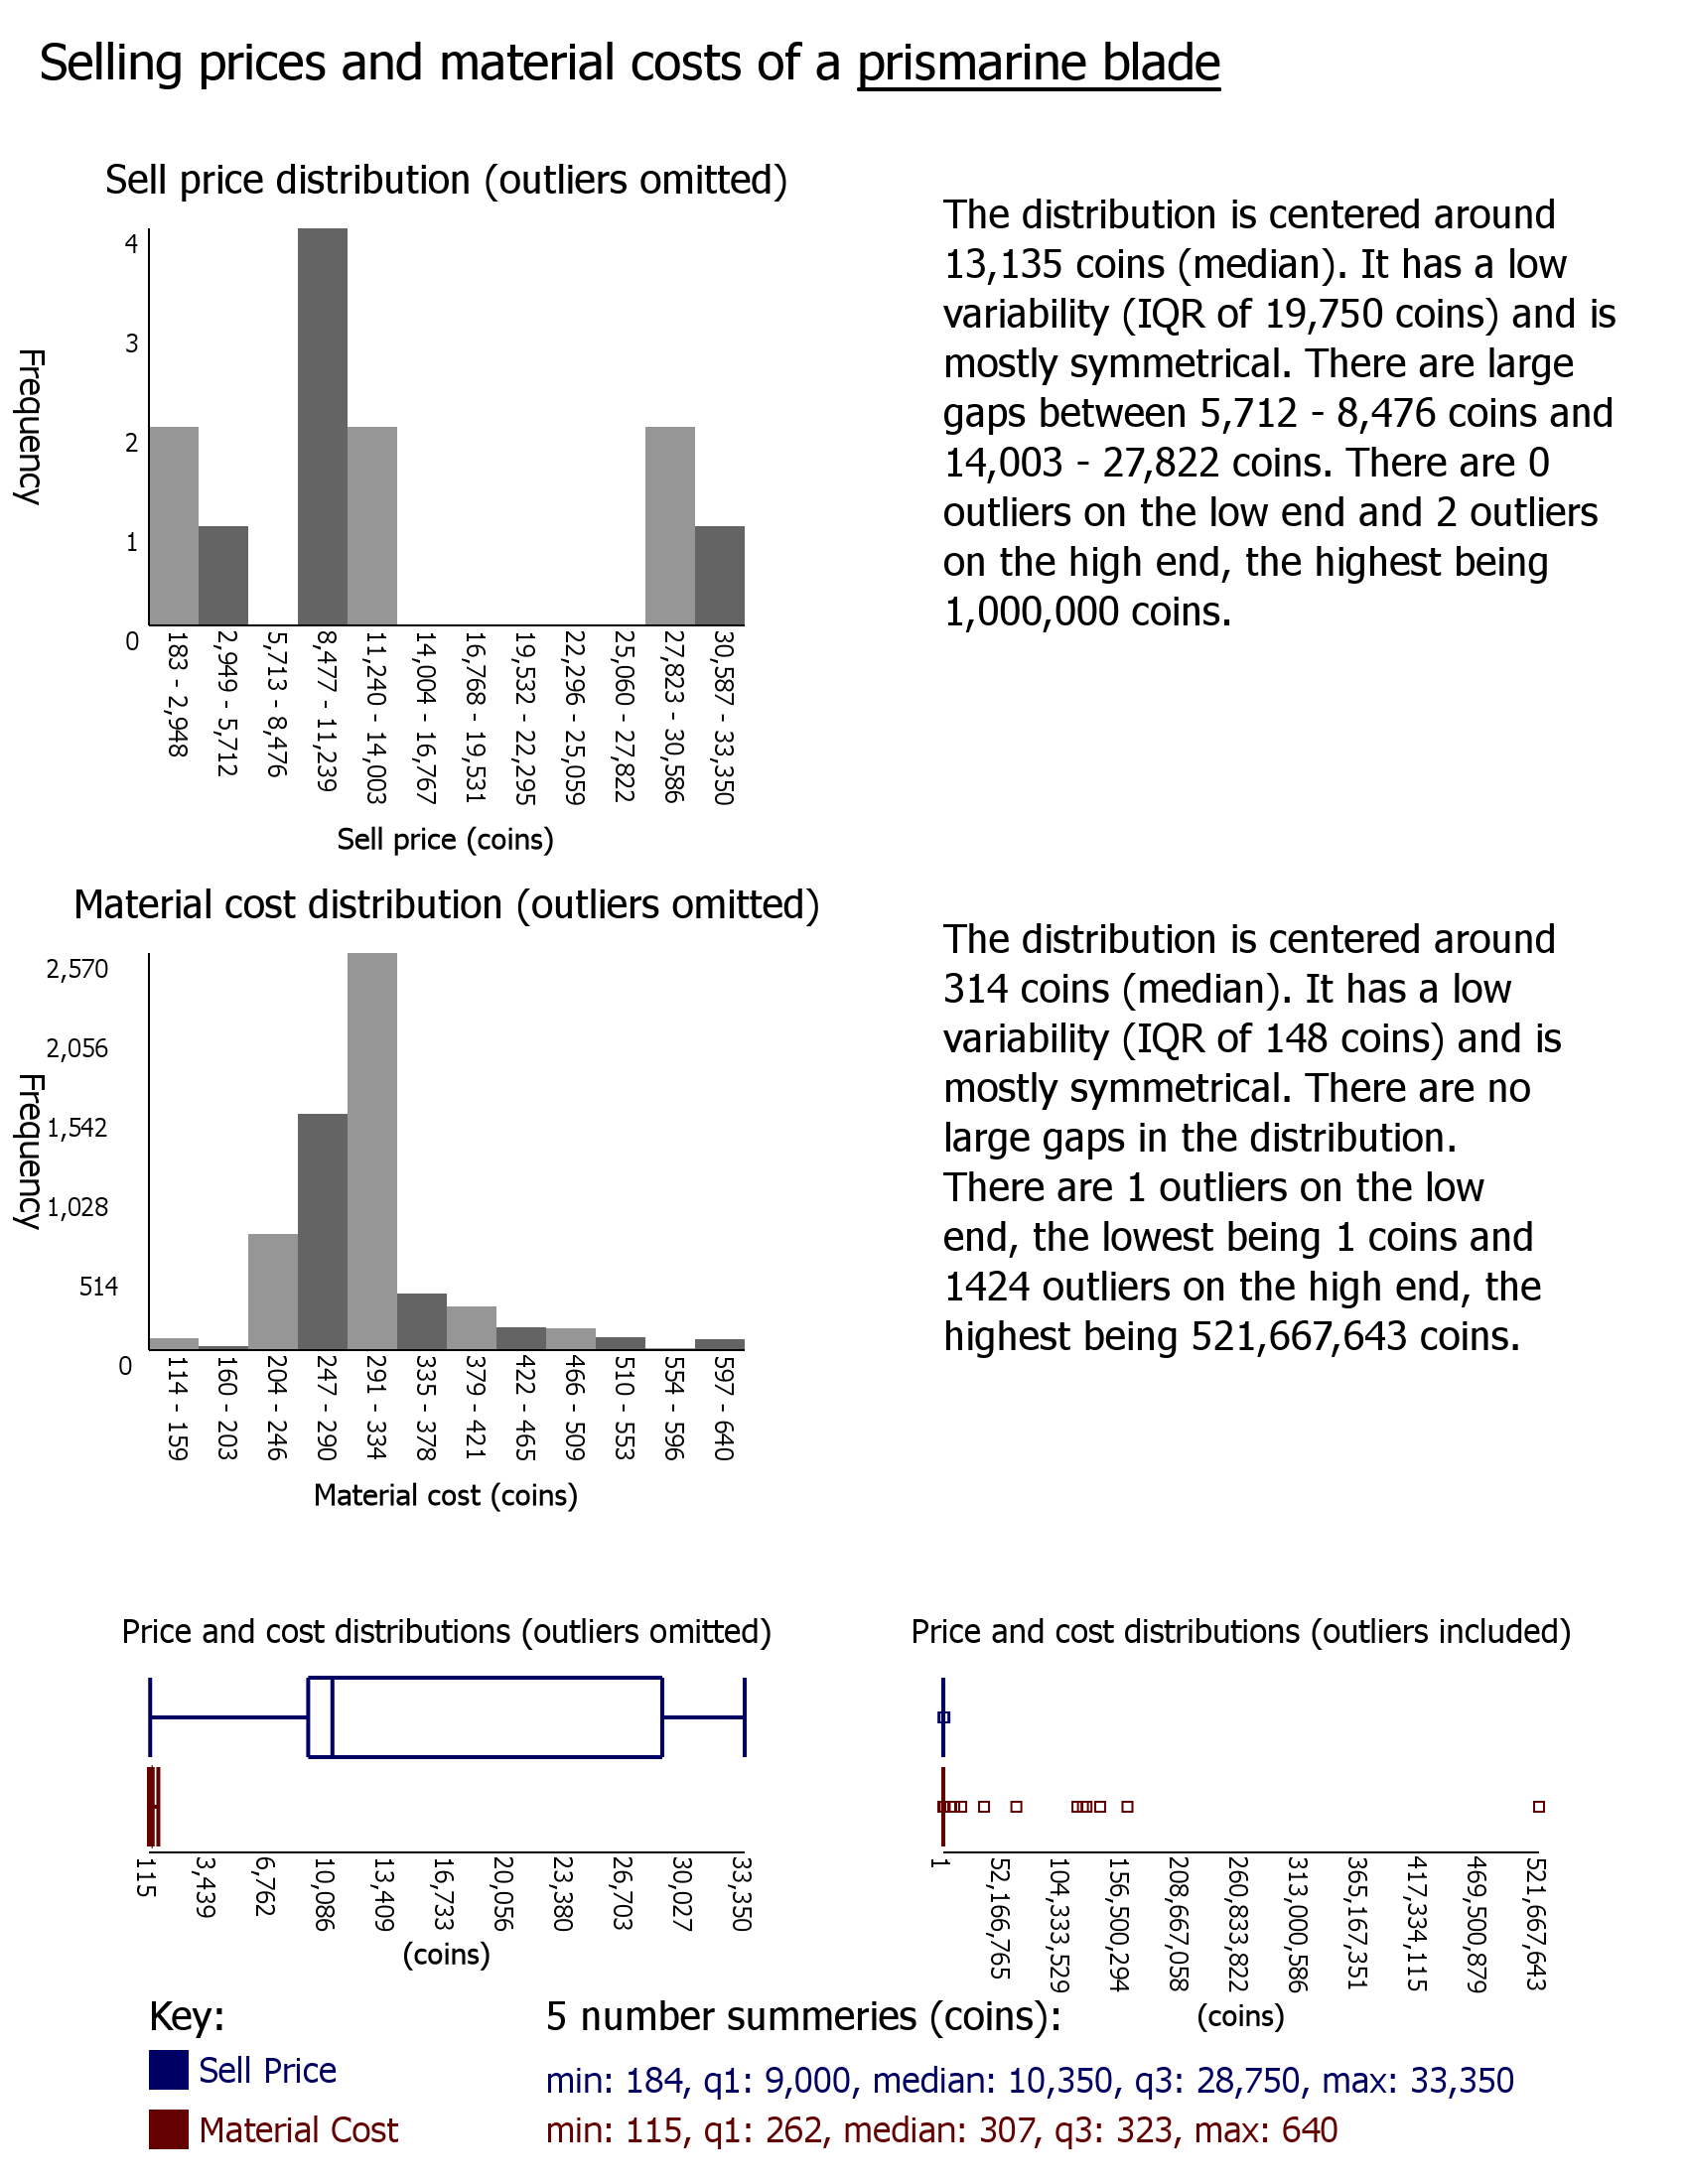 Selling prices and material costs of a prismarine blade
Sell price distribution (outliers omitted)
Frequency
4
3
2
1
0
183 - 2,948
2,949 - 5,712
5,713 - 8,476
8,477 - 11,239
11,240 - 14,003
14,004 - 16,767
16,768 - 19,531
19,532 - 22,295
22,296 - 25,059
25,060 - 27,822
27,823 - 30,586
30,587 - 33,350
Sell price (coins)
The distribution is centered around
13,135 coins (median). It has a low
variability (IQR of 19,750 coins) and is
mostly symmetrical. There are large
gaps between 5,712 - 8,476 coins and
14,003 - 27,822 coins. There are 0
outliers on the low end and 2 outliers
on the high end, the highest being
1,000,000 coins.
Material cost distribution (outliers omitted)
Frequency
2,570
2,056
1,542
1,028
514
0
114 - 159
160 - 203
204 - 246
247 - 290
291 - 334
335 - 378
379 - 421
422 - 465
466 - 509
510 - 553
554 - 596
597 - 640
Material cost (coins)
The distribution is centered around
314 coins (median). It has a low
variability (IQR of 148 coins) and is
mostly symmetrical. There are no
large gaps in the distribution.
There are 1 outliers on the low
end, the lowest being 1 coins and
1424 outliers on the high end, the
highest being 521,667,643 coins.
Price and cost distributions (outliers omitted)
115
3,439
6,762
10,086
13,409
16,733
20,056
23,380
26,703
30,027
33,350
(coins)
Price and cost distributions (outliers included)
1
52,166,765
104,333,529
156,500,294
208,667,058
260,833,822
313,000,586
365,167,351
417,334,115
469,500,879
521,667,643
(coins)
Key:
Sell Price
Material Cost
5 number summeries (coins):
min: 184, q1: 9,000, median: 10,350, q3: 28,750, max: 33,350
min: 115, q1: 262, median: 307, q3: 323, max: 640